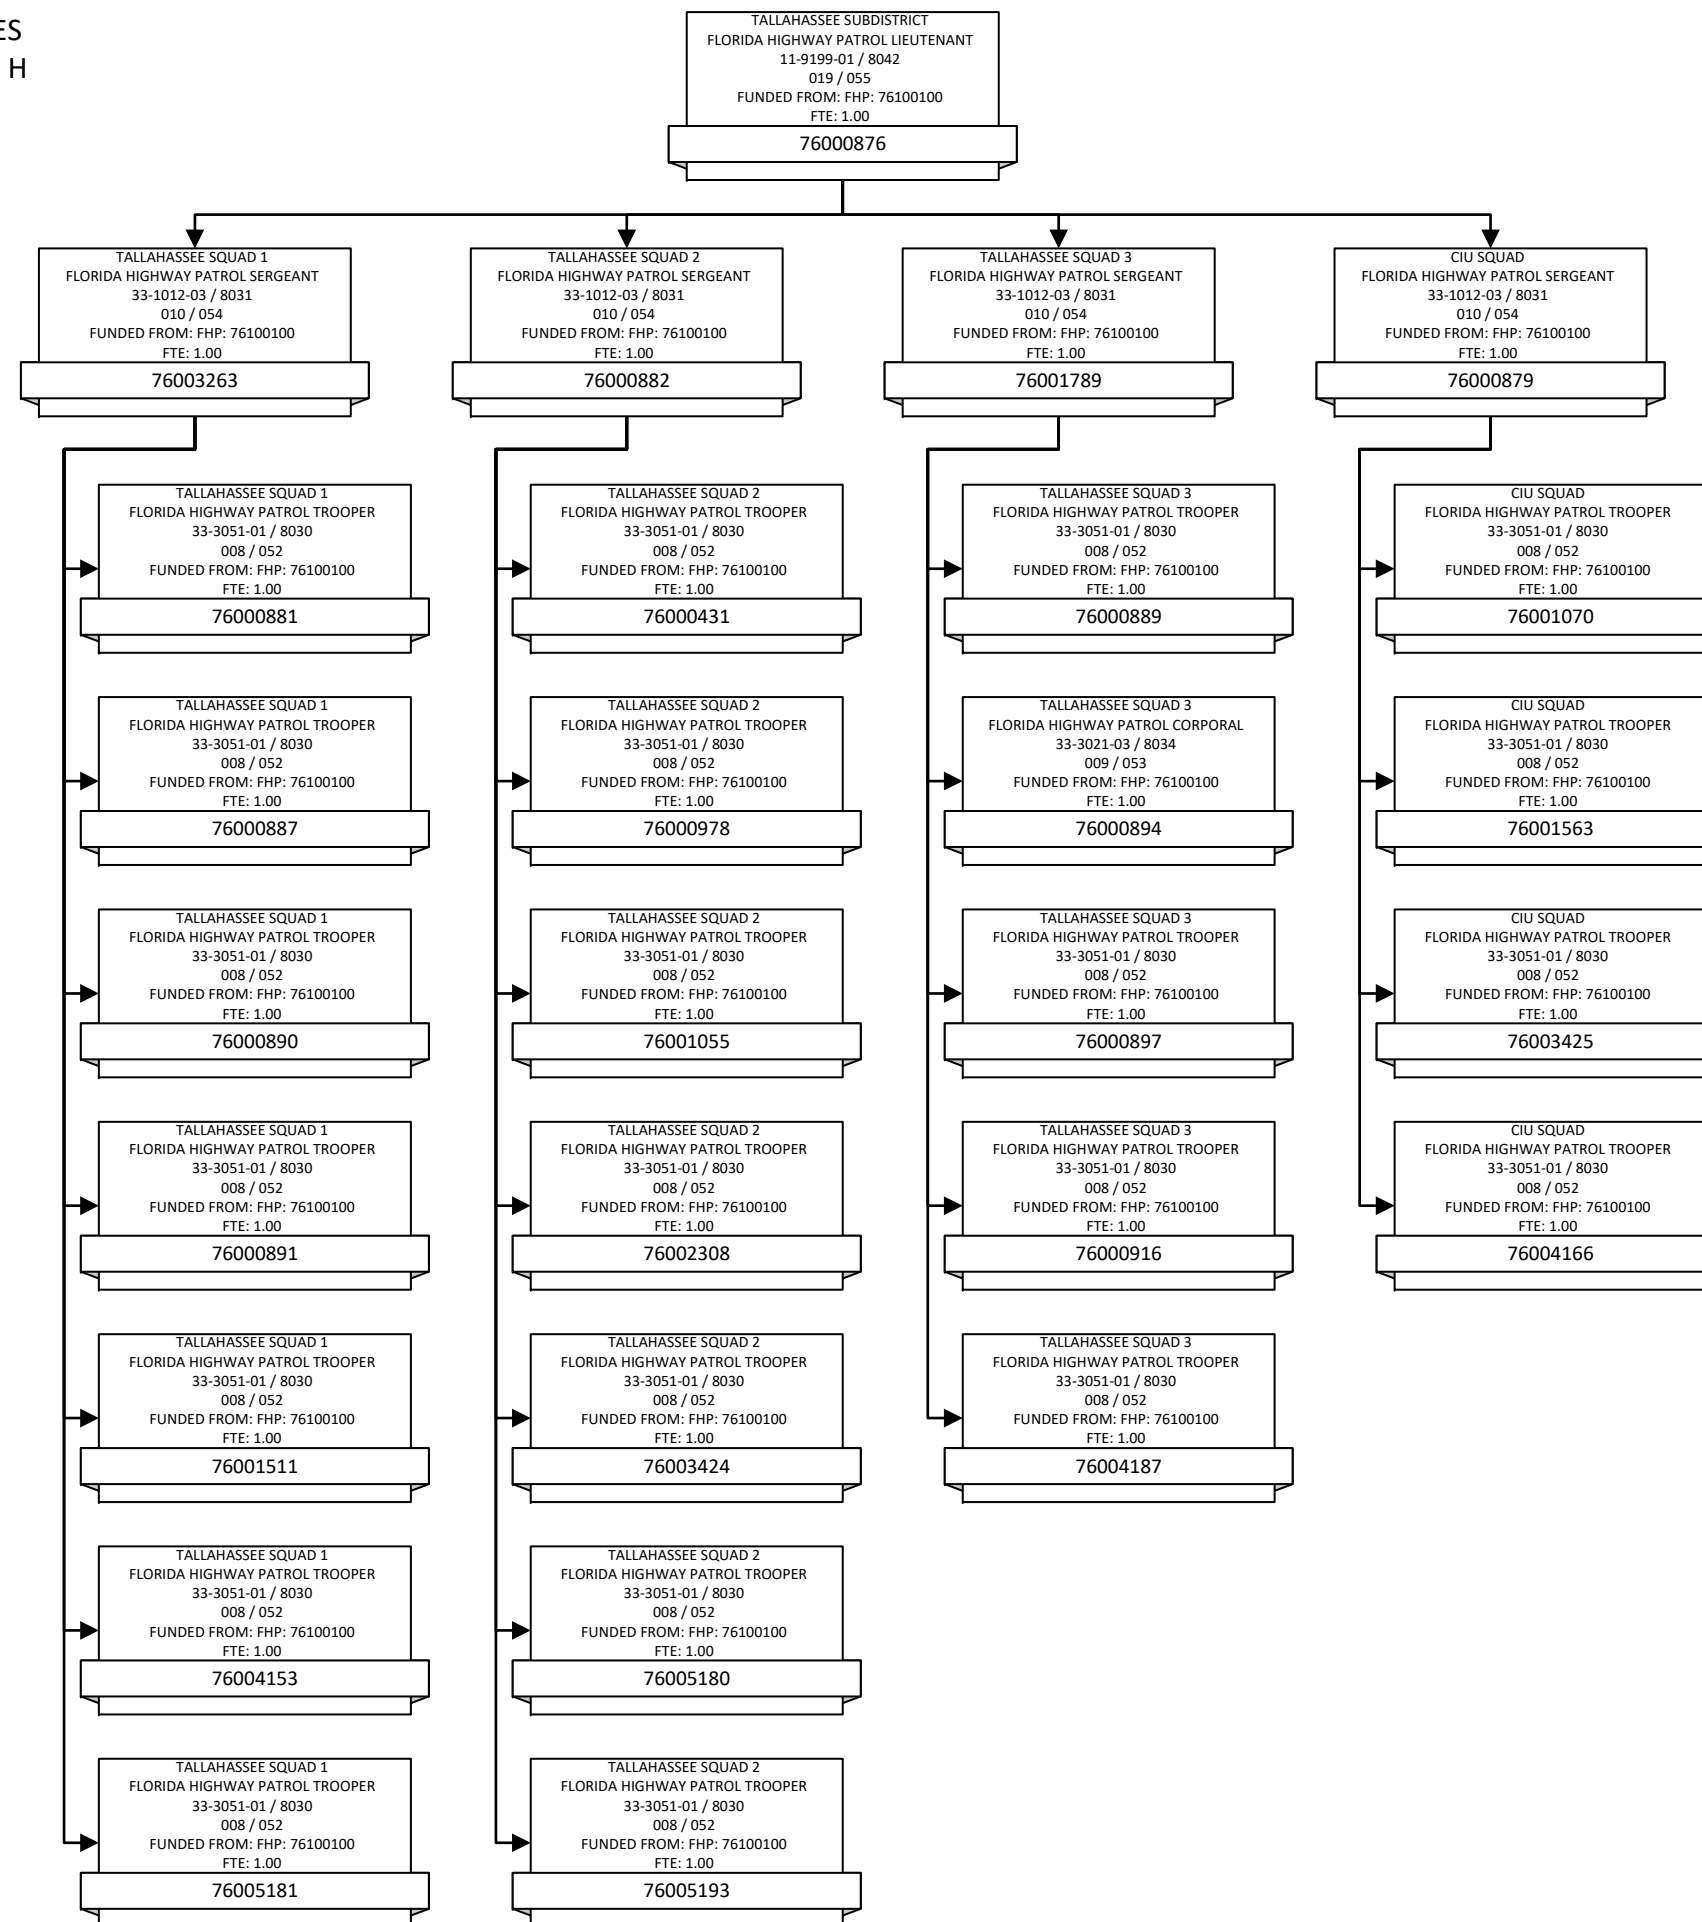 ES
H
TALLAHASSEE SUBDISTRICT
FLORIDA HIGHWAY PATROL LIEUTENANT
11-9199-01 / 8042
019 / 055
FUNDED FROM: FHP: 76100100
FTE: 1.00
76000876
TALLAHASSEE SQUAD 1
FLORIDA HIGHWAY PATROL SERGEANT
33-1012-03 / 8031
010 / 054
FUNDED FROM: FHP: 76100100
FTE: 1.00
76003263
TALLAHASSEE SQUAD 2
FLORIDA HIGHWAY PATROL SERGEANT
33-1012-03 / 8031
010 / 054
FUNDED FROM: FHP: 76100100
FTE: 1.00
76000882
TALLAHASSEE SQUAD 3
FLORIDA HIGHWAY PATROL SERGEANT
33-1012-03 / 8031
010 / 054
FUNDED FROM: FHP: 76100100
FTE: 1.00
76001789
CIU SQUAD
FLORIDA HIGHWAY PATROL SERGEANT
33-1012-03 / 8031
010 / 054
FUNDED FROM: FHP: 76100100
FTE: 1.00
76000879
TALLAHASSEE SQUAD 1
FLORIDA HIGHWAY PATROL TROOPER
33-3051-01 / 8030
008 / 052
FUNDED FROM: FHP: 76100100
FTE: 1.00
76000881
TALLAHASSEE SQUAD 2
FLORIDA HIGHWAY PATROL TROOPER
33-3051-01 / 8030
008 / 052
FUNDED FROM: FHP: 76100100
FTE: 1.00
76000431
TALLAHASSEE SQUAD 3
FLORIDA HIGHWAY PATROL TROOPER
33-3051-01 / 8030
008 / 052
FUNDED FROM: FHP: 76100100
FTE: 1.00
76000889
CIU SQUAD
FLORIDA HIGHWAY PATROL TROOPER
33-3051-01 / 8030
008 / 052
FUNDED FROM: FHP: 76100100
FTE: 1.00
76001070
TALLAHASSEE SQUAD 1
FLORIDA HIGHWAY PATROL TROOPER
33-3051-01 / 8030
008 / 052
FUNDED FROM: FHP: 76100100
FTE: 1.00
76000887
TALLAHASSEE SQUAD 2
FLORIDA HIGHWAY PATROL TROOPER
33-3051-01 / 8030
008 / 052
FUNDED FROM: FHP: 76100100
FTE: 1.00
76000978
TALLAHASSEE SQUAD 3
FLORIDA HIGHWAY PATROL CORPORAL
33-3021-03 / 8034
009 / 053
FUNDED FROM: FHP: 76100100
FTE: 1.00
76000894
CIU SQUAD
FLORIDA HIGHWAY PATROL TROOPER
33-3051-01 / 8030
008 / 052
FUNDED FROM: FHP: 76100100
FTE: 1.00
76001563
TALLAHASSEE SQUAD 1
FLORIDA HIGHWAY PATROL TROOPER
33-3051-01 / 8030
008 / 052
FUNDED FROM: FHP: 76100100
FTE: 1.00
76000890
TALLAHASSEE SQUAD 2
FLORIDA HIGHWAY PATROL TROOPER
33-3051-01 / 8030
008 / 052
FUNDED FROM: FHP: 76100100
FTE: 1.00
76001055
TALLAHASSEE SQUAD 3
FLORIDA HIGHWAY PATROL TROOPER
33-3051-01 / 8030
008 / 052
FUNDED FROM: FHP: 76100100
FTE: 1.00
76000897
CIU SQUAD
FLORIDA HIGHWAY PATROL TROOPER
33-3051-01 / 8030
008 / 052
FUNDED FROM: FHP: 76100100
FTE: 1.00
76003425
TALLAHASSEE SQUAD 1
FLORIDA HIGHWAY PATROL TROOPER
33-3051-01 / 8030
008 / 052
FUNDED FROM: FHP: 76100100
FTE: 1.00
76000891
TALLAHASSEE SQUAD 2
FLORIDA HIGHWAY PATROL TROOPER
33-3051-01 / 8030
008 / 052
FUNDED FROM: FHP: 76100100
FTE: 1.00
76002308
TALLAHASSEE SQUAD 3
FLORIDA HIGHWAY PATROL TROOPER
33-3051-01 / 8030
008 / 052
FUNDED FROM: FHP: 76100100
FTE: 1.00
76000916
CIU SQUAD
FLORIDA HIGHWAY PATROL TROOPER
33-3051-01 / 8030
008 / 052
FUNDED FROM: FHP: 76100100
FTE: 1.00
76004166
TALLAHASSEE SQUAD 1
FLORIDA HIGHWAY PATROL TROOPER
33-3051-01 / 8030
008 / 052
FUNDED FROM: FHP: 76100100
FTE: 1.00
76001511
TALLAHASSEE SQUAD 2
FLORIDA HIGHWAY PATROL TROOPER
33-3051-01 / 8030
008 / 052
FUNDED FROM: FHP: 76100100
FTE: 1.00
76003424
TALLAHASSEE SQUAD 3
FLORIDA HIGHWAY PATROL TROOPER
33-3051-01 / 8030
008 / 052
FUNDED FROM: FHP: 76100100
FTE: 1.00
76004187
TALLAHASSEE SQUAD 1
FLORIDA HIGHWAY PATROL TROOPER
33-3051-01 / 8030
008 / 052
FUNDED FROM: FHP: 76100100
FTE: 1.00
76004153
TALLAHASSEE SQUAD 2
FLORIDA HIGHWAY PATROL TROOPER
33-3051-01 / 8030
008 / 052
FUNDED FROM: FHP: 76100100
FTE: 1.00
76005180
TALLAHASSEE SQUAD 1
FLORIDA HIGHWAY PATROL TROOPER
33-3051-01 / 8030
008 / 052
FUNDED FROM: FHP: 76100100
FTE: 1.00
76005181
TALLAHASSEE SQUAD 2
FLORIDA HIGHWAY PATROL TROOPER
33-3051-01 / 8030
008 / 052
FUNDED FROM: FHP: 76100100
FTE: 1.00
76005193